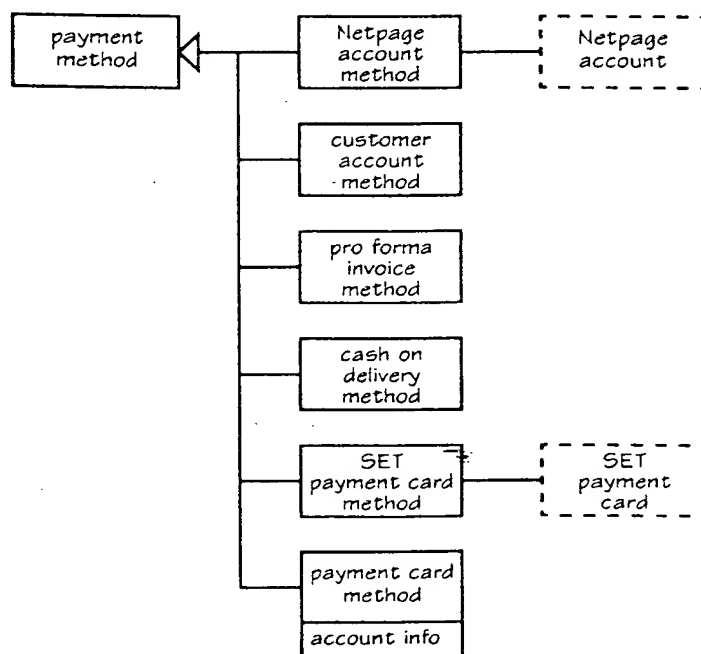 payment
method
Netpage
account
method
Netpage
account
customer
account
method
pro forma
invoice
method
cash on
delivery
method
SET
payment card
method
SET
payment
card
payment card
method
account info